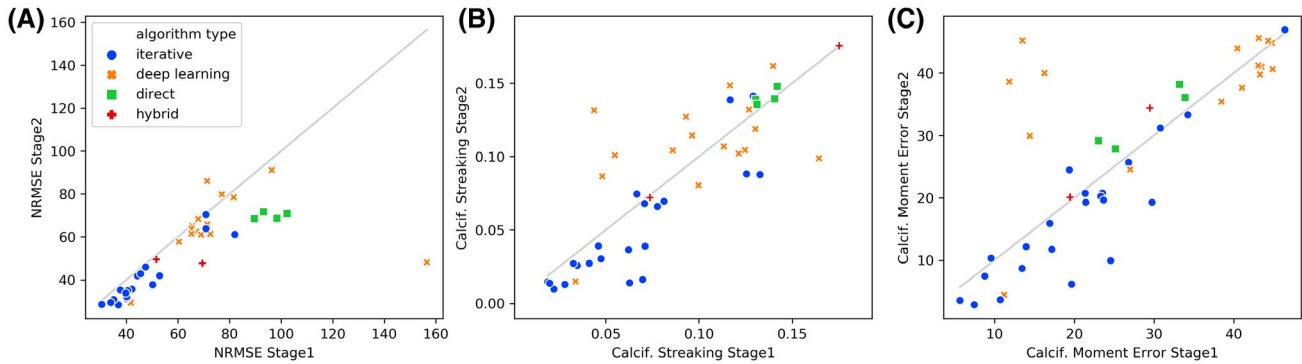 (A)
NRMSE Stage2
160
140
120
100
80
60
40
algorithm type
iterative
deep learning
direct
hybrid
40 60 80 100 120 140 160
NRMSE Stage1
(B)
Calcif. Streaking Stage2
0.15
0.10
0.05
0.00
0.05 0.10 0.15
Calcif. Streaking Stage1
(C)
Calcif. Moment Error Stage2
40
30
20
10
10 20 30 40
Calcif. Moment Error Stage1